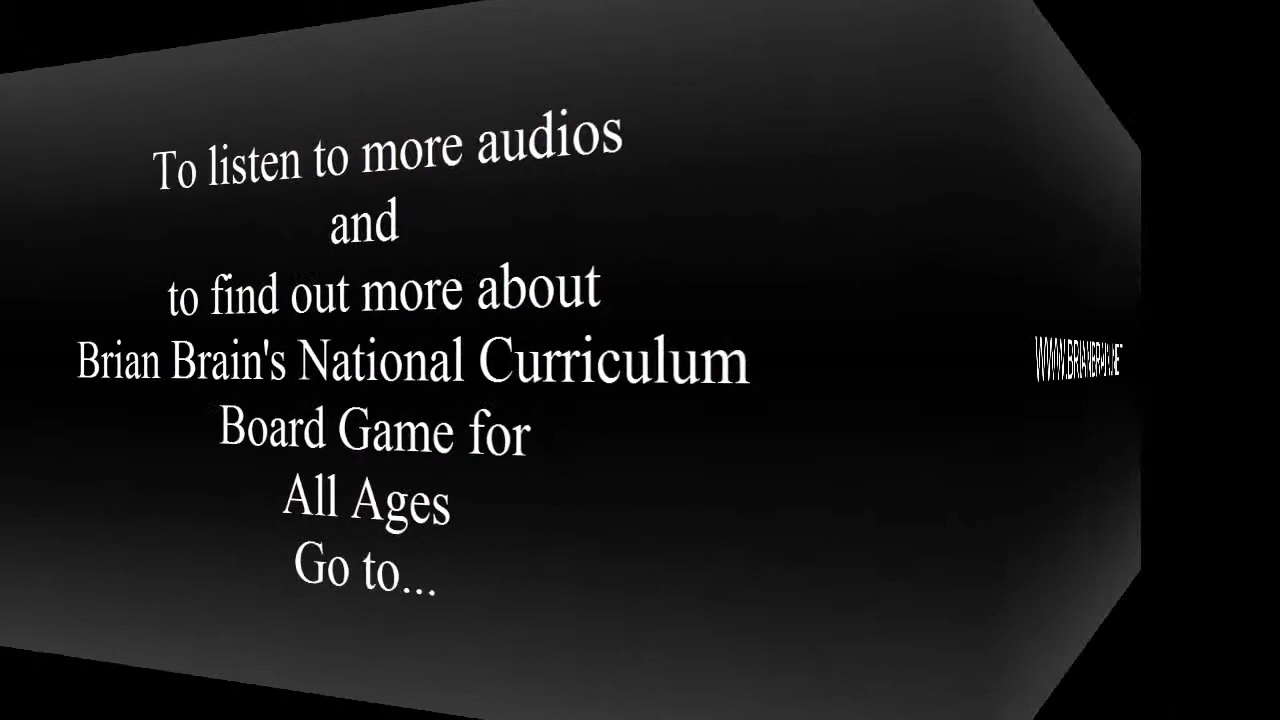 To listen to more audios
and
to find out more about
Brian Brain's National Curriculum
Board Game for
All Ages
Go to...